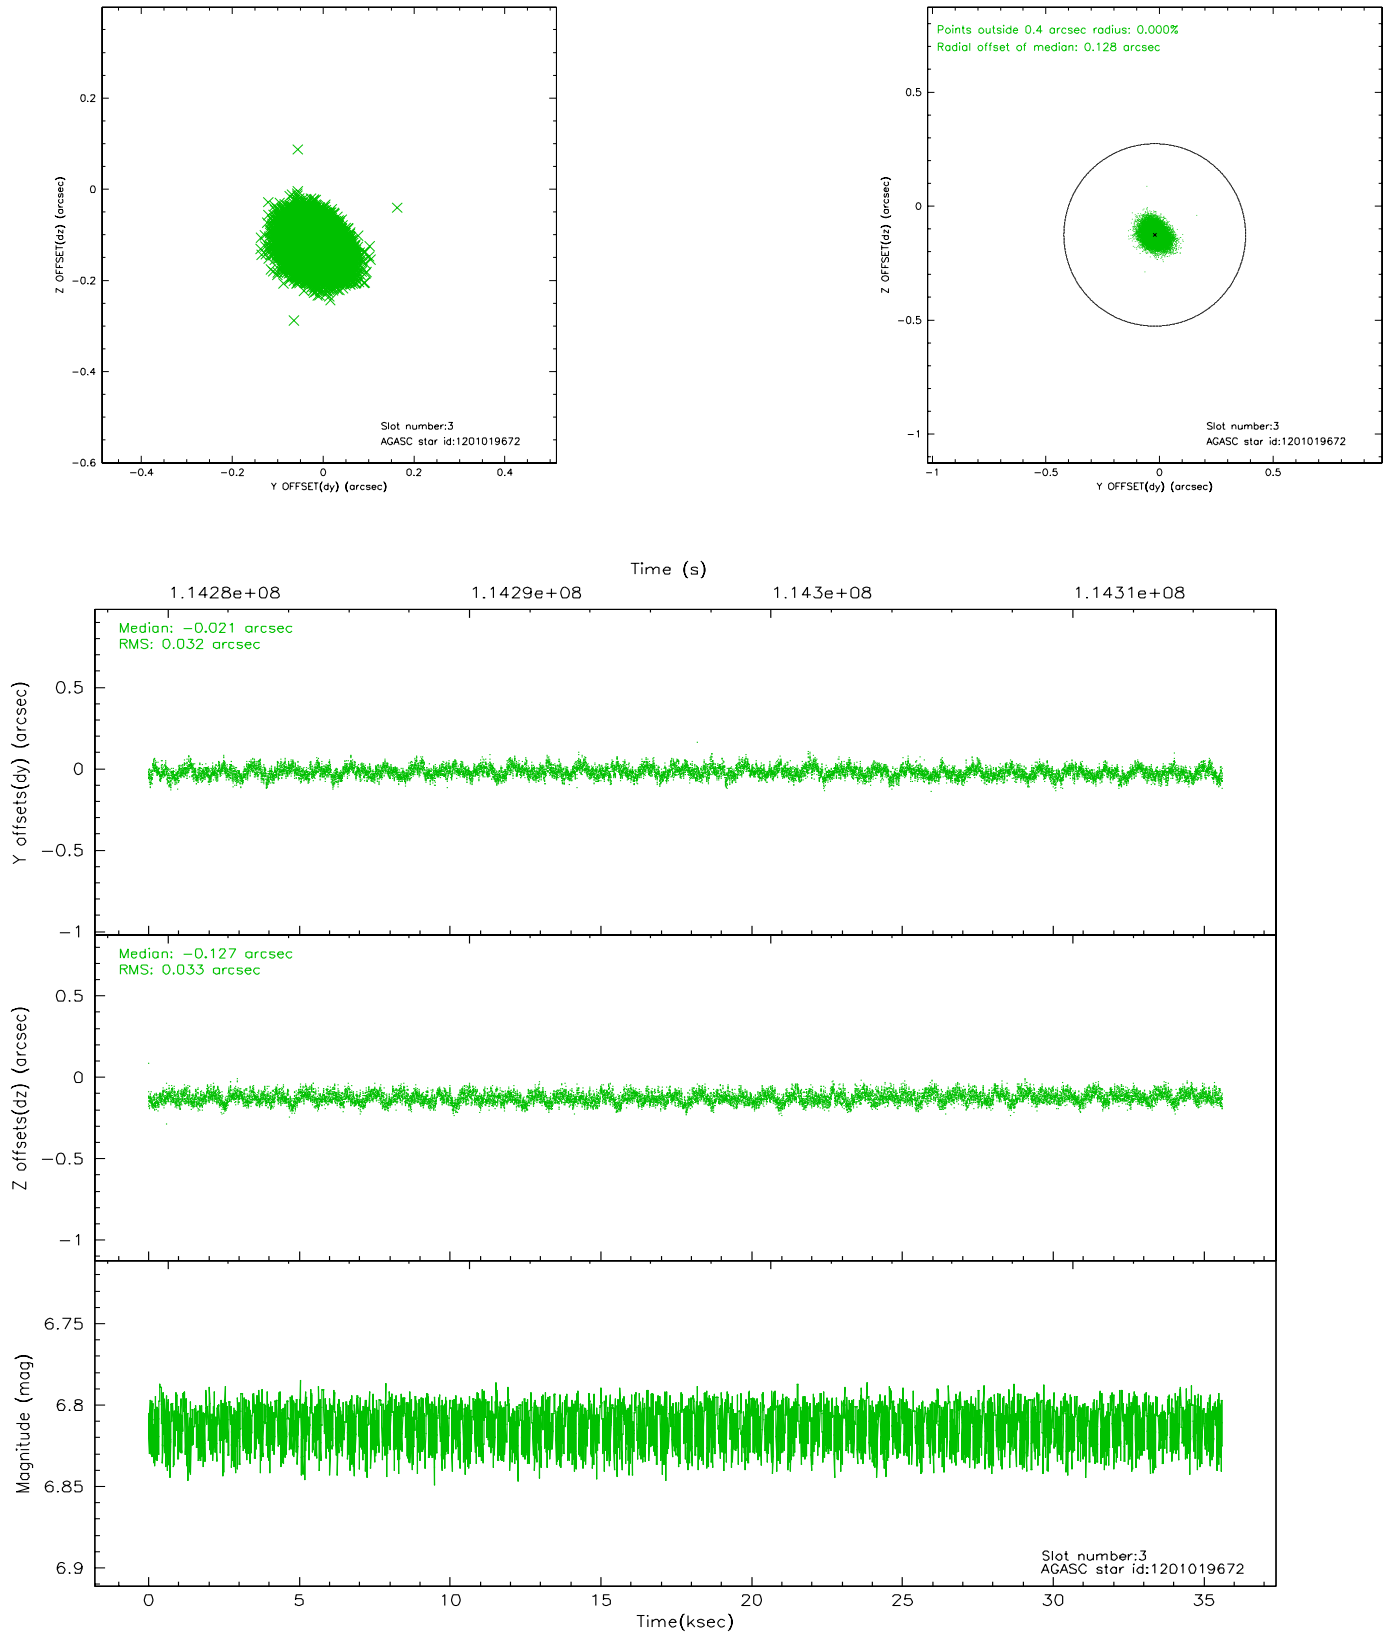 0.2
0
−0.2
−0.4
−0.6
−0.4
−0.2
0
0.2
0.4
Z OFFSET(dz) (arcsec)
Y OFFSET(dy) (arcsec)
Slot number:3
AGASC star id:1201019672
Points outside 0.4 arcsec radius: 0.000%
Radial offset of median: 0.128 arcsec
0.5
0
−0.5
−1
−1
−0.5
0
0.5
Z OFFSET(dz) (arcsec)
Y OFFSET(dy) (arcsec)
Slot number:3
AGASC star id:1201019672
Time (s)
1.1428e+08
1.1429e+08
1.143e+08
1.1431e+08
Median: −0.021 arcsec
RMS: 0.032 arcsec
0.5
0
−0.5
−1
Y offsets(dy) (arcsec)
Median: −0.127 arcsec
RMS: 0.033 arcsec
0.5
0
−0.5
−1
Z offsets(dz) (arcsec)
6.75
6.8
6.85
6.9
Magnitude (mag)
Slot number:3
AGASC star id:1201019672
0
5
10
15
20
25
30
35
Time(ksec)